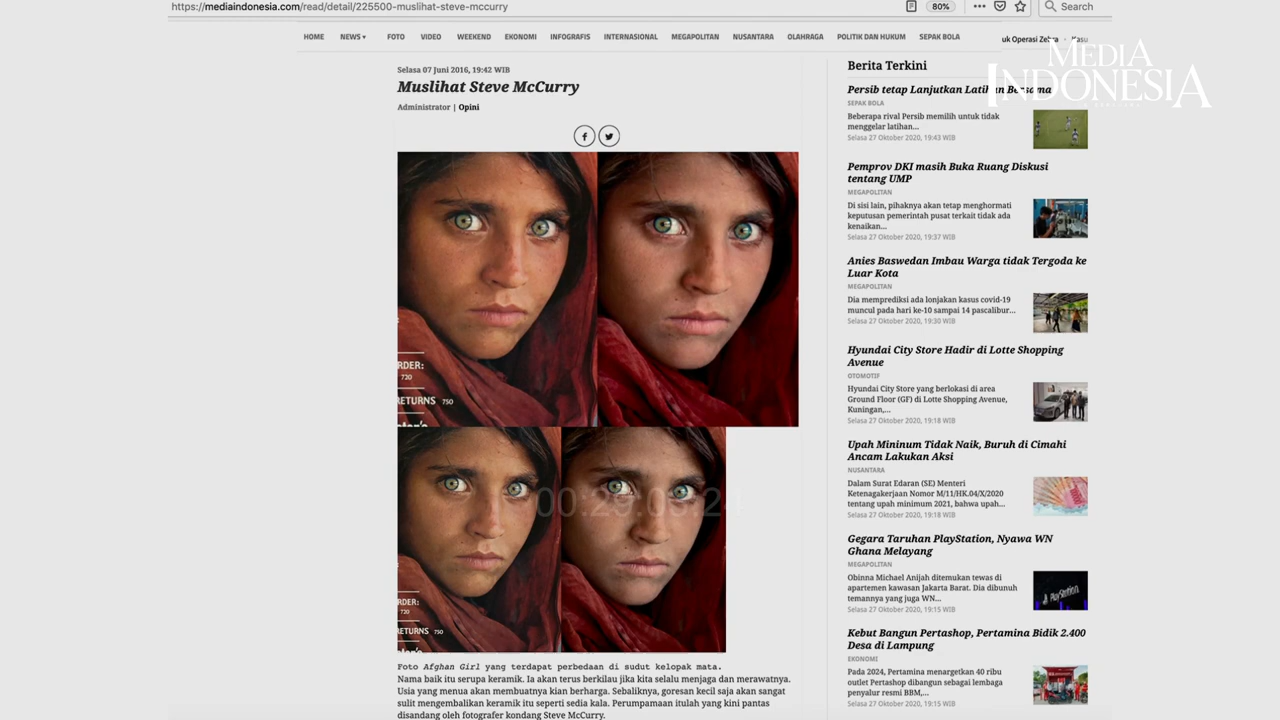 https://mediaindonesia.com/read/detail/225500-muslihat-steve-mccurry
80%
Search
HOME NEWS FOTO VIDEO WEEKEND EKONOMI INFOGRAFIS INTERNASIONAL MEGAPOLITAN NUSANTARA OLAHRAGA POLITIK DAN HUKUM SEPAK BOLA
uk Operasi Zebra
MEDIA
INDONESIA
Selasa 07 Juni 2016, 19:42 WIB
Muslihat Steve McCurry
Administrator | Opini
RDER:
720
RETURNS 750
RDER:
720
RETURNS 750
00:20:03:24
Foto Afghan Girl yang terdapat perbedaan di sudut kelopak mata.
Nama baik itu serupa keramik. Ia akan terus berkilau jika kita selalu menjaga dan merawatnya.
Usia yang menua akan membuatnya kian berharga. Sebaliknya, goresan kecil saja akan sangat
sulit mengembalikan keramik itu seperti sedia kala. Perumpamaan itulah yang kini pantas
disandang oleh fotografer kondang Steve McCurry.
Berita Terkini
Persib tetap Lanjutkan Latihan Bersama
SEPAK BOLA
Beberapa rival Persib memilih untuk tidak
menggelar latihan...
Selasa 27 Oktober 2020, 19:43 WIB
Pemprov DKI masih Buka Ruang Diskusi
tentang UMP
MEGAPOLITAN
Di sisi lain, pihaknya akan tetap menghormati
keputusan pemerintah pusat terkait tidak ada
kenaikan...
Selasa 27 Oktober 2020, 19:37 WIB
Anies Baswedan Imbau Warga tidak Tergoda ke
Luar Kota
MEGAPOLITAN
Dia memprediksi ada lonjakan kasus covid-19
muncul pada hari ke-10 sampai 14 pascalibur...
Selasa 27 Oktober 2020, 19:30 WIB
Hyundai City Store Hadir di Lotte Shopping
Avenue
OTOMOTIF
Hyundai City Store yang berlokasi di area
Ground Floor (GF) di Lotte Shopping Avenue,
Kuningan,...
Selasa 27 Oktober 2020, 19:18 WIB
Upah Mininum Tidak Naik, Buruh di Cimahi
Ancam Lakukan Aksi
NUSANTARA
Dalam Surat Edaran (SE) Menteri
Ketenagakerjaan Nomor M/11/HK.04/X/2020
tentang upah minimum 2021, bahwa upah...
Selasa 27 Oktober 2020, 19:18 WIB
Gegara Taruhan PlayStation, Nyawa WN
Ghana Melayang
MEGAPOLITAN
Obinna Michael Anijah ditemukan tewas di
apartemen kawasan Jakarta Barat. Dia dibunuh
temannya yang juga WN...
Selasa 27 Oktober 2020, 19:15 WIB
PlayStation
Kebut Bangun Pertashop, Pertamina Bidik 2.400
Desa di Lampung
EKONOMI
Pada 2024, Pertamina menargetkan 40 ribu
outlet Pertashop dibangun sebagai lembaga
penyalur resmi BBM,...
Selasa 27 Oktober 2020, 19:15 WIB